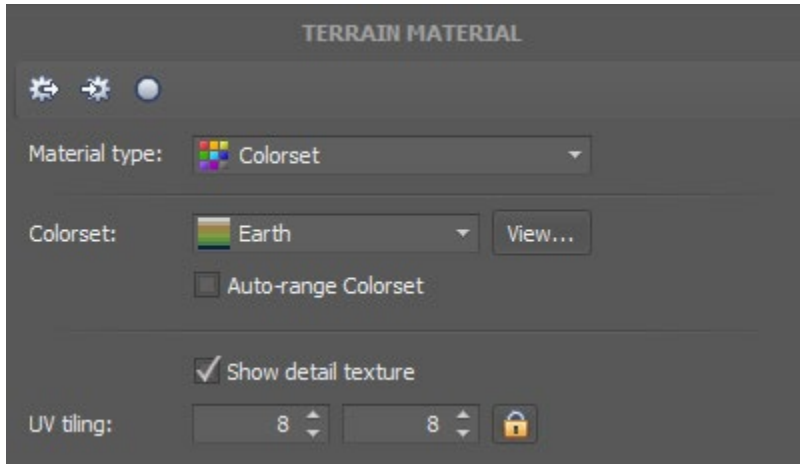 TERRAIN MATERIAL
Material type: Colorset
Colorset: Earth View...
Auto-range Colorset
Show detail texture
UV tiling: 8 8